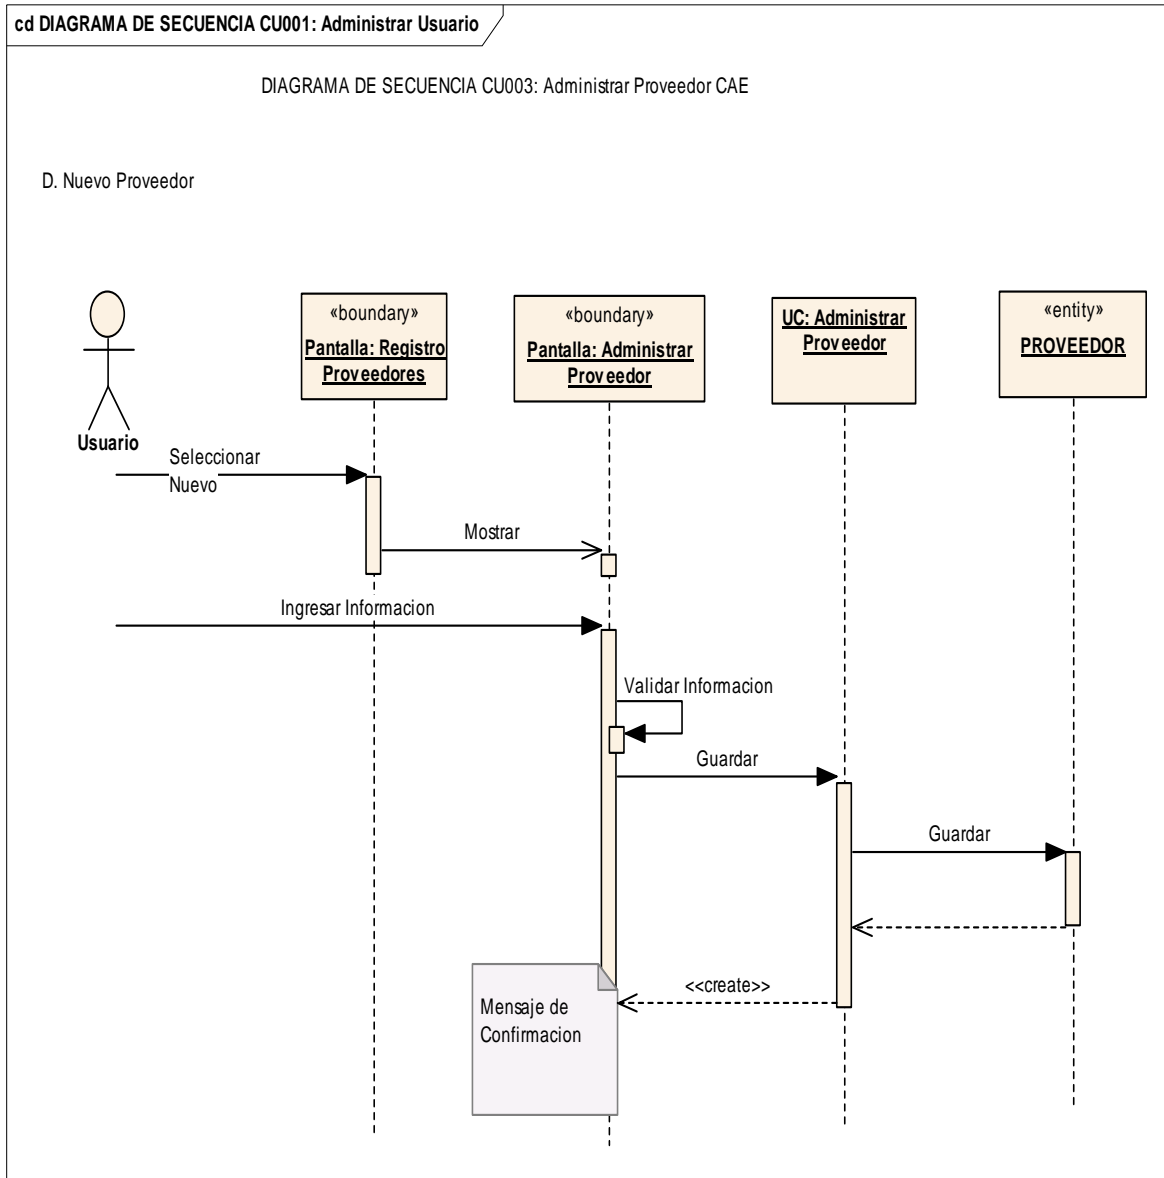 cd DIAGRAMA DE SECUENCIA CU001: Administrar Usuario
DIAGRAMA DE SECUENCIA CU003: Administrar Proveedor CAE
D. Nuevo Proveedor
«boundary»
Pantalla: Registro
Proveedores
«boundary»
Pantalla: Administrar
Proveedor
UC: Administrar
Proveedor
«entity»
PROVEEDOR
Usuario
Seleccionar
Nuevo
Mostrar
Ingresar Informacion
Validar Informacion
Guardar
Guardar
<<create>>
Mensaje de
Confirmacion